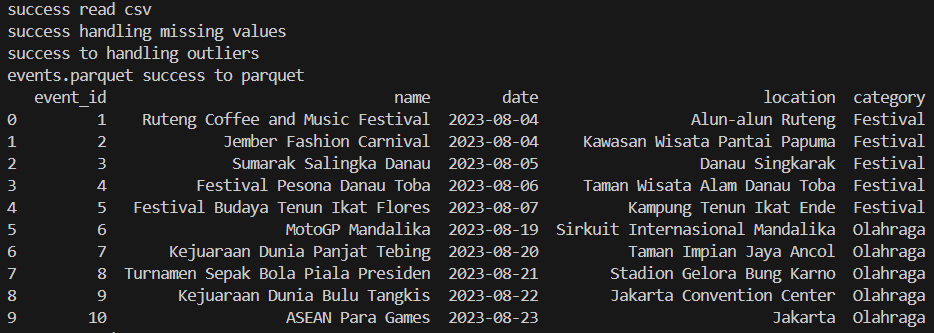 success read csv
success handling missing values
success to handling outliers
events.parquet success to parquet
event_id name date location category
0 1 Ruteng Coffee and Music Festival 2023-08-04 Alun-alun Ruteng Festival
1 2 Jember Fashion Carnival 2023-08-04 Kawasan Wisata Pantai Papuma Festival
2 3 Sumarak Salingka Danau 2023-08-05 Danau Singkarak Festival
3 4 Festival Pesona Danau Toba 2023-08-06 Taman Wisata Alam Danau Toba Festival
4 5 Festival Budaya Tenun Ikat Flores 2023-08-07 Kampung Tenun Ikat Ende Festival
5 6 MotoGP Mandalika 2023-08-19 Sirkuit Internasional Mandalika Olahraga
6 7 Kejuaraan Dunia Panjat Tebing 2023-08-20 Taman Impian Jaya Ancol Olahraga
7 8 Turnamen Sepak Bola Piala Presiden 2023-08-21 Stadion Gelora Bung Karno Olahraga
8 9 Kejuaraan Dunia Bulu Tangkis 2023-08-22 Jakarta Convention Center Olahraga
9 10 ASEAN Para Games 2023-08-23 Jakarta Olahraga